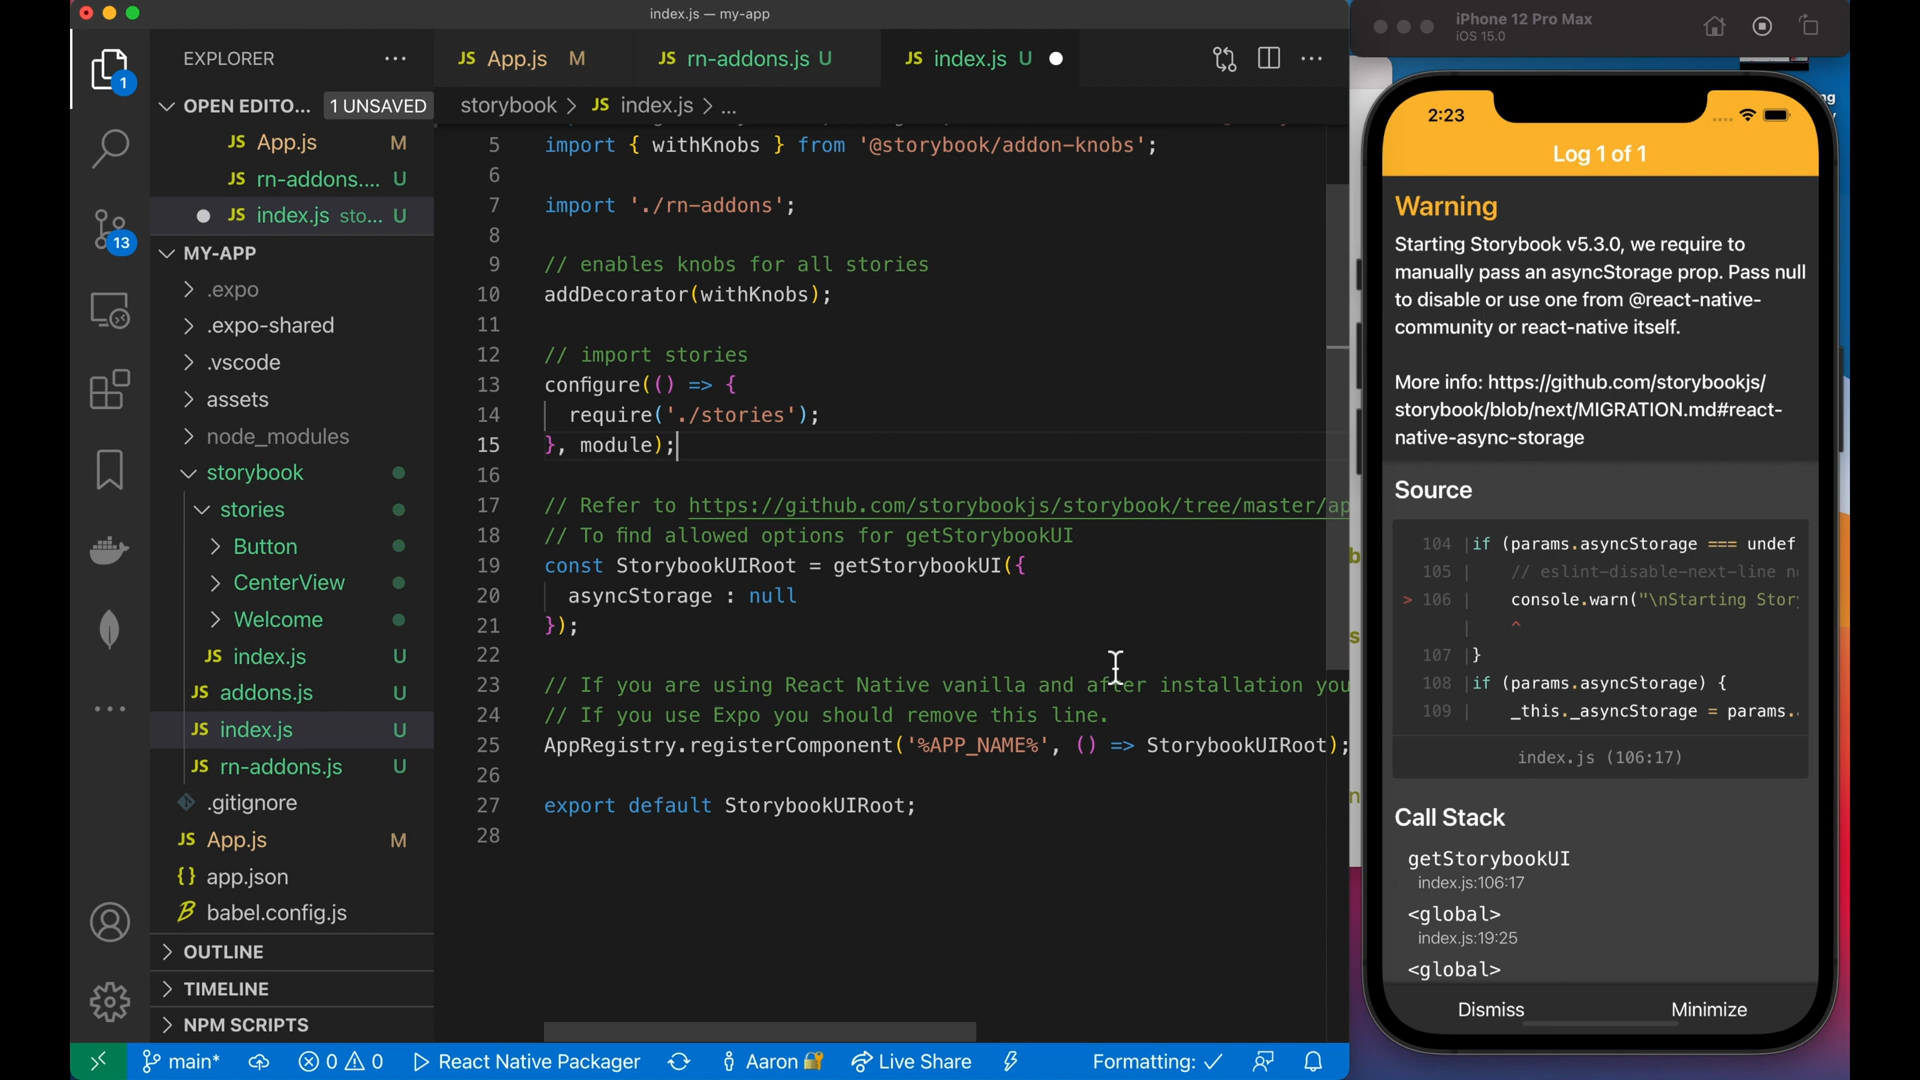 index.js — my-app
EXPLORER
OPEN EDITO... 1 UNSAVED
JS App.js M
JS rn-addons.... U
JS index.js sto... U
MY-APP
.expo
.expo-shared
.vscode
assets
node_modules
storybook
stories
Button
CenterView
Welcome
JS index.js U
JS addons.js U
JS index.js U
JS rn-addons.js U
.gitignore
JS App.js M
{} app.json
babel.config.js
OUTLINE
TIMELINE
NPM SCRIPTS
1
13
JS App.js M
JS rn-addons.js U
JS index.js U
storybook > JS index.js > ...
5 import { withKnobs } from '@storybook/addon-knobs';
6
7 import './rn-addons';
8
9 // enables knobs for all stories
10 addDecorator(withKnobs);
11
12 // import stories
13 configure(() => {
14 require('./stories');
15 }, module);
16
17 // Refer to https://github.com/storybookjs/storybook/tree/master/ap
18 // To find allowed options for getStorybookUI
19 const StorybookUIRoot = getStorybookUI({
20 asyncStorage : null
21 });
22
23 // If you are using React Native vanilla and after installation you
24 // If you use Expo you should remove this line.
25 AppRegistry.registerComponent('%APP_NAME%', () => StorybookUIRoot);
26
27 export default StorybookUIRoot;
28
main* 0 0 React Native Packager Aaron Live Share Formatting: ✓
iPhone 12 Pro Max
iOS 15.0
2:23
Log 1 of 1
Warning
Starting Storybook v5.3.0, we require to
manually pass an asyncStorage prop. Pass null
to disable or use one from @react-native-
community or react-native itself.
More info: https://github.com/storybookjs/
storybook/blob/next/MIGRATION.md#react-
native-async-storage
Source
104 |if (params.asyncStorage === undef
105 | // eslint-disable-next-line n
> 106 | console.warn("\nStarting Stor
| ^
107 |}
108 |if (params.asyncStorage) {
109 | _this._asyncStorage = params.
index.js (106:17)
Call Stack
getStorybookUI
index.js:106:17
<global>
index.js:19:25
<global>
Dismiss
Minimize